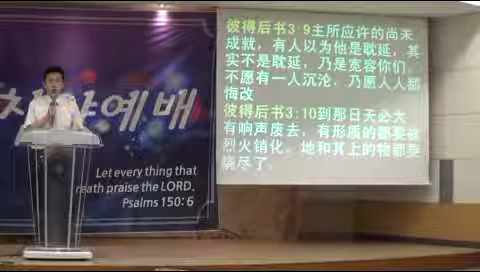 예배
Let every thing that
reath praise the LORD.
Psalms 150:6
彼得后书3:9主所应许的尚未
成就，有人以为他是耽延，其
实不是耽延，乃是宽容你们，
不愿有一人沉沦，乃愿人人都
悔改
彼得后书3:10到那日天必大
有响声废去，有形质的都要被
烈火销化，地和其上的物都要
烧尽了。